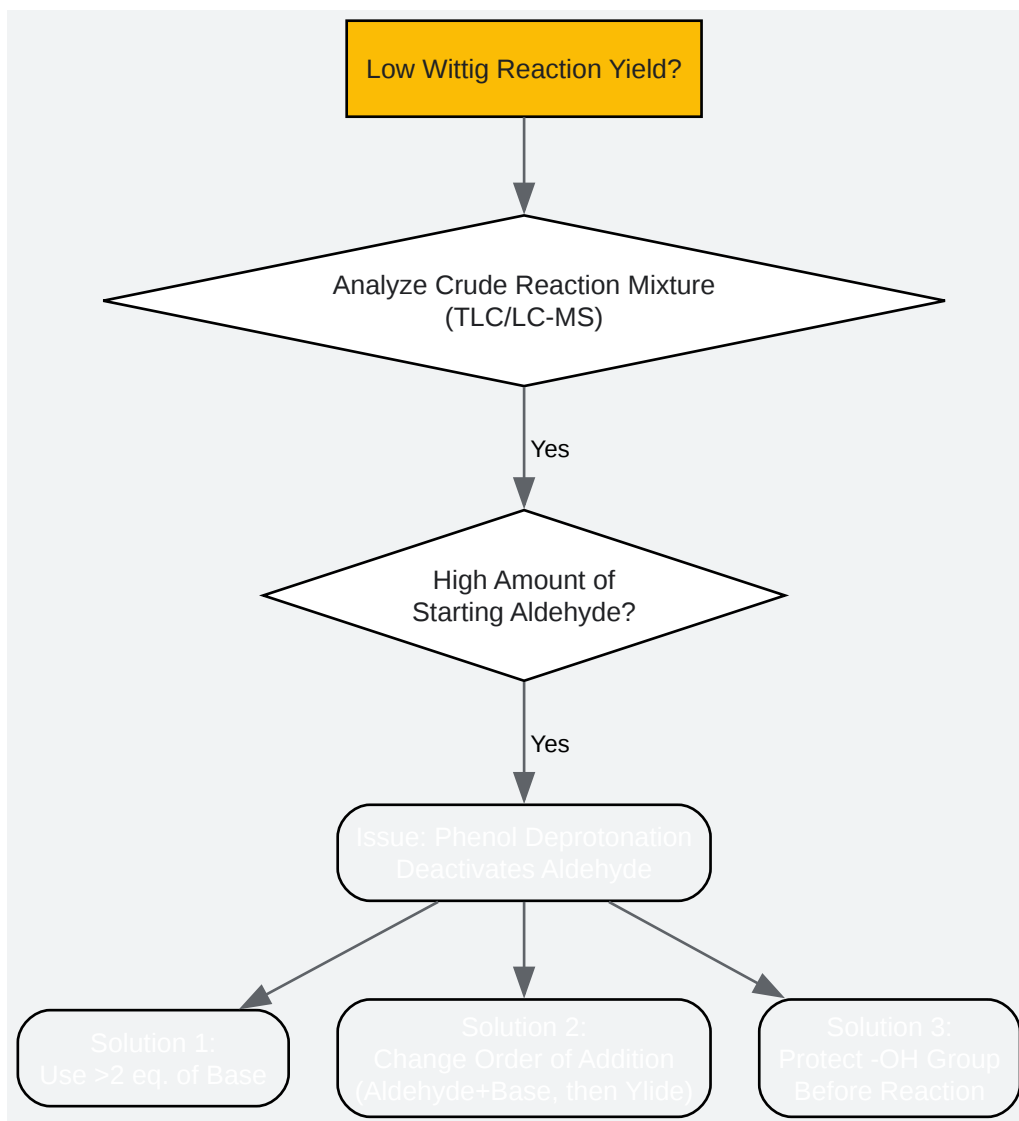 Low Wittig Reaction Yield?
Analyze Crude Reaction Mixture
(TLC/LC-MS)
Yes
High Amount of
Starting Aldehyde?
Yes
Issue: Phenol Deprotonation
Deactivates Aldehyde
Solution 1:
Use >2 eq. of Base
Solution 2:
Change Order of Addition
(Aldehyde+Base, then Ylide)
Solution 3:
Protect -OH Group
Before Reaction